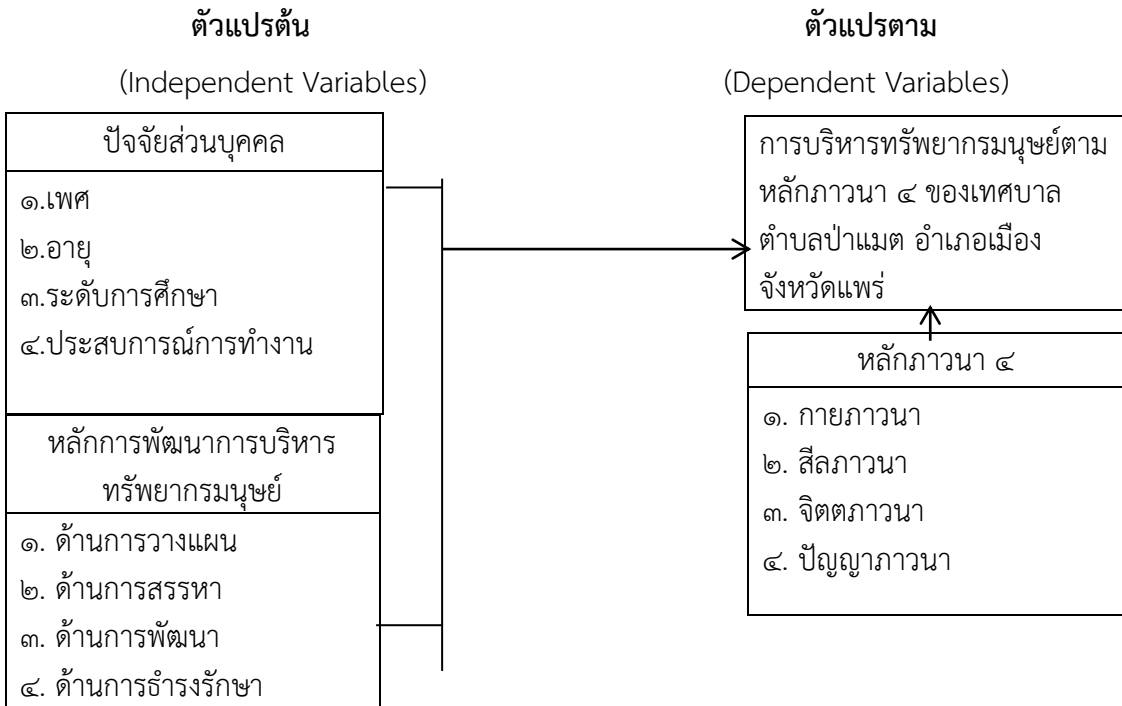 ตัวแปรต้น
(Independent Variables)
ปัจจัยส่วนบุคคล
๑.เพศ
๒.อายุ
๓.ระดับการศึกษา
๔.ประสบการณ์การทำงาน
หลักการพัฒนาการบริหาร
ทรัพยากรมนุษย์
๑. ด้านการวางแผน
๒. ด้านการสรรหา
๓. ด้านการพัฒนา
๔. ด้านการธำรงรักษา
ตัวแปรตาม
(Dependent Variables)
การบริหารทรัพยากรมนุษย์ตาม
หลักภาวนา ๔ ของเทศบาล
ตำบลป่าแมต อำเภอเมือง
จังหวัดแพร่
หลักภาวนา ๔
๑. กายภาวนา
๒. สีลภาวนา
๓. จิตตภาวนา
๔. ปัญญาภาวนา